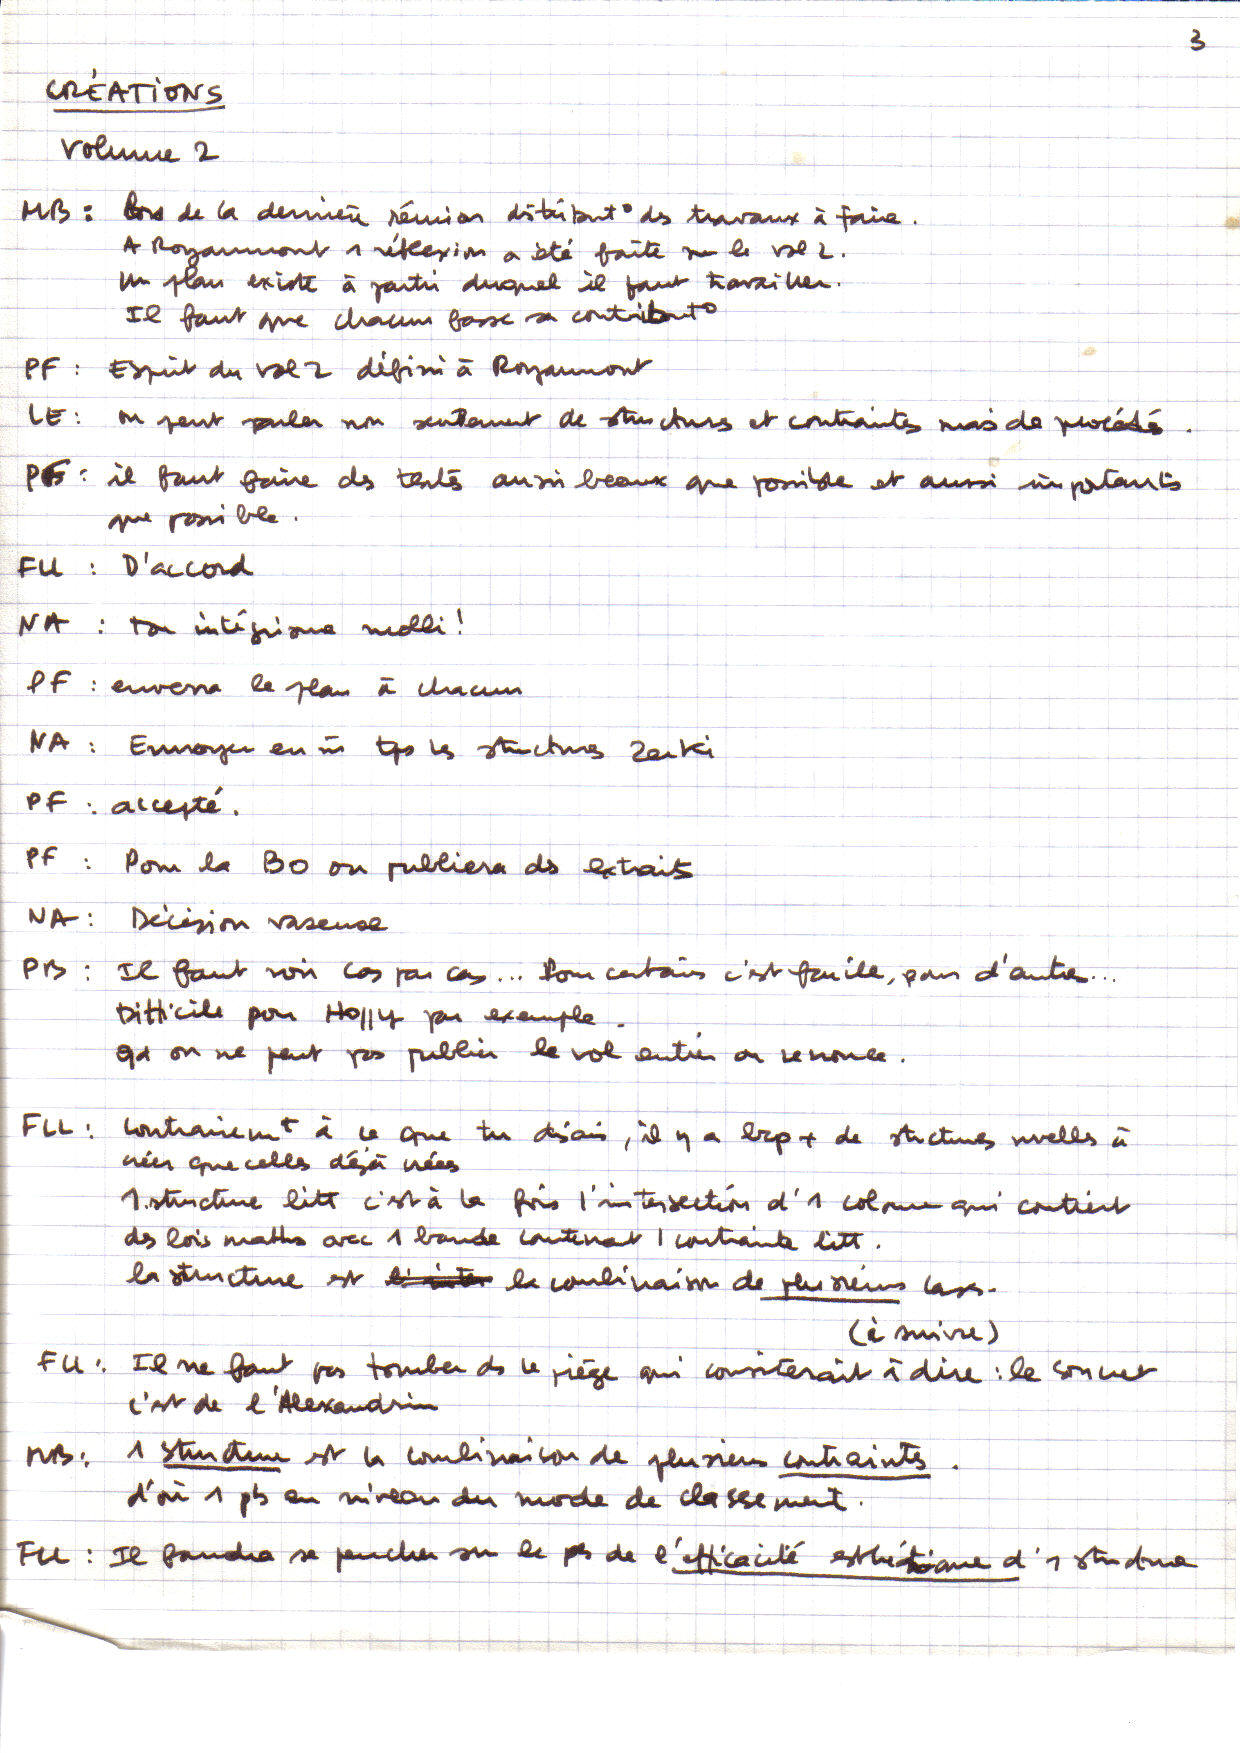 3
CRÉATIONS
Volume 2
MB : Lors de la dernière réunion distribut° des travaux à faire.
A Royaumont 1 réflexion a été faite sur le vol 2.
Un plan existe à partir duquel il faut travailler.
Il faut que chacun fasse sa contribut°
PF : Esprit du vol 2 défini à Royaumont
LE : on peut parler non seulement de structures et contraintes mais de procédés.
PF : il faut faire des textes aussi beaux que possible et aussi importants
que possible.
FLL : D'accord
NA : ton intégrisme mollit !
PF : enverra le plan à chacun
NA : Envoyer en m̄ tps les structures Zenki
PF : accepté.
PF : Pour la BO on publiera ds extraits
NA : Décision vaseuse
PB : Il faut voir cas par cas... Pour certains c'est facile, pour d'autre...
Difficile pour Holly par exemple.
Qd on ne peut pas publier le vol entier on renonce.
FLL : Contrairemt à ce que tu disais, il y a bcp + de structures nvelles à
créer que celles déjà créées
1 structure litt c'est à la fois l'intersection d'1 colonne qui contient
des lois maths avec 1 bande contenant 1 contrainte litt.
la structure est la combinaison de plusieurs cases.
(à suivre)
FLL : Il ne faut pas tomber ds le piège qui consisterait à dire : le sonnet
c'est de l'Alexandrin
MB : 1 structure est la combinaison de plusieurs contraintes.
d'où 1 pb au niveau du mode de classement.
FLL : Il faudra se pencher sur le pb de l'efficacité esthétique d'1 structure